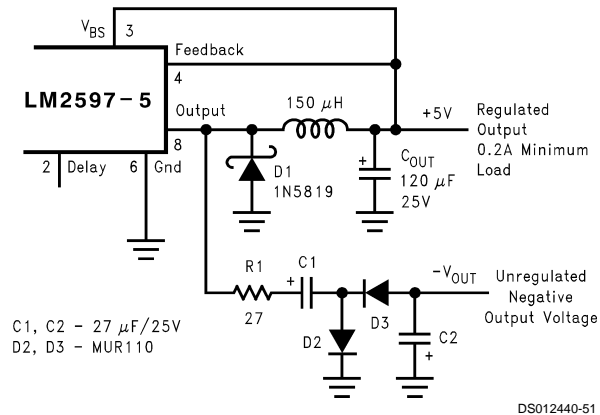 V_BS 3
Feedback
4
LM2597-5
Output
8
150 μH
+5V
Regulated
Output
0.2A Minimum
Load
2 Delay 6 Gnd
D1
1N5819
+ C_OUT
120 μF
25V
R1
27
+ C1
D2
D3
-V_OUT
C2
+
Unregulated
Negative
Output Voltage
C1, C2 - 27 μF/25V
D2, D3 - MUR110
DS012440-51